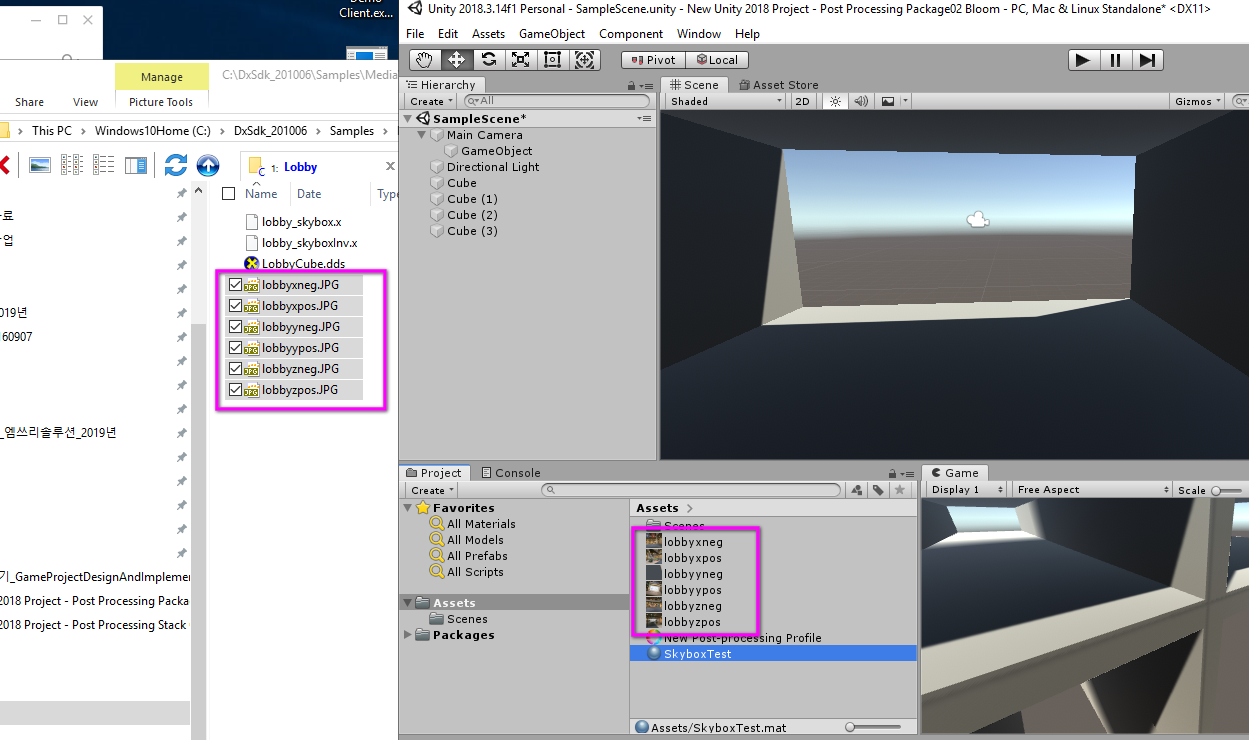 Demo
Client.ex...
Unity 2018.3.14f1 Personal - SampleScene.unity - New Unity 2018 Project - Post Processing Package02 Bloom - PC, Mac & Linux Standalone* <DX11>
File Edit Assets GameObject Component Window Help
Pivot Local
Manage
C:\DxSdk_201006\Samples\Media
Share View Picture Tools
This PC > Windows10Home (C:) > DxSdk_201006 > Samples >
1: Lobby
Name Date Type
lobby_skybox.x
lobby_skyboxInv.x
LobbyCube.dds
lobbyxneg.JPG
lobbyxpos.JPG
lobbyyneg.JPG
lobbyypos.JPG
lobbyzneg.JPG
lobbyzpos.JPG
료
업
019년
60907
_엠쓰리솔루션_2019년
기_GameProjectDesignAndImplemen
2018 Project - Post Processing Packa
2018 Project - Post Processing Stack
Hierarchy
Create All
SampleScene*
Main Camera
GameObject
Directional Light
Cube
Cube (1)
Cube (2)
Cube (3)
Scene Asset Store
Shaded 2D Gizmos
Project Console
Create
Favorites
All Materials
All Models
All Prefabs
All Scripts
Assets
Scenes
Packages
Assets
Scenes
lobbyxneg
lobbyxpos
lobbyyneg
lobbyypos
lobbyzneg
lobbyzpos
New Post-processing Profile
SkyboxTest
Assets/SkyboxTest.mat
Game
Display 1 Free Aspect Scale